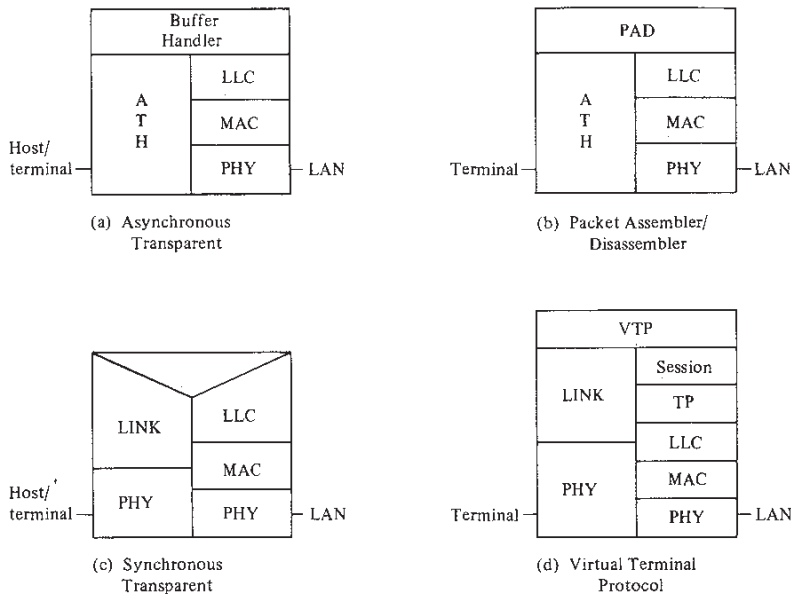 Buffer
Handler
A
T
H
LLC
MAC
PHY
Host/
terminal
LAN
(a) Asynchronous
Transparent
PAD
A
T
H
LLC
MAC
PHY
Terminal
LAN
(b) Packet Assembler/
Disassembler
LINK
PHY
LLC
MAC
PHY
Host/
terminal
LAN
(c) Synchronous
Transparent
VTP
LINK
PHY
Session
TP
LLC
MAC
PHY
Terminal
LAN
(d) Virtual Terminal
Protocol